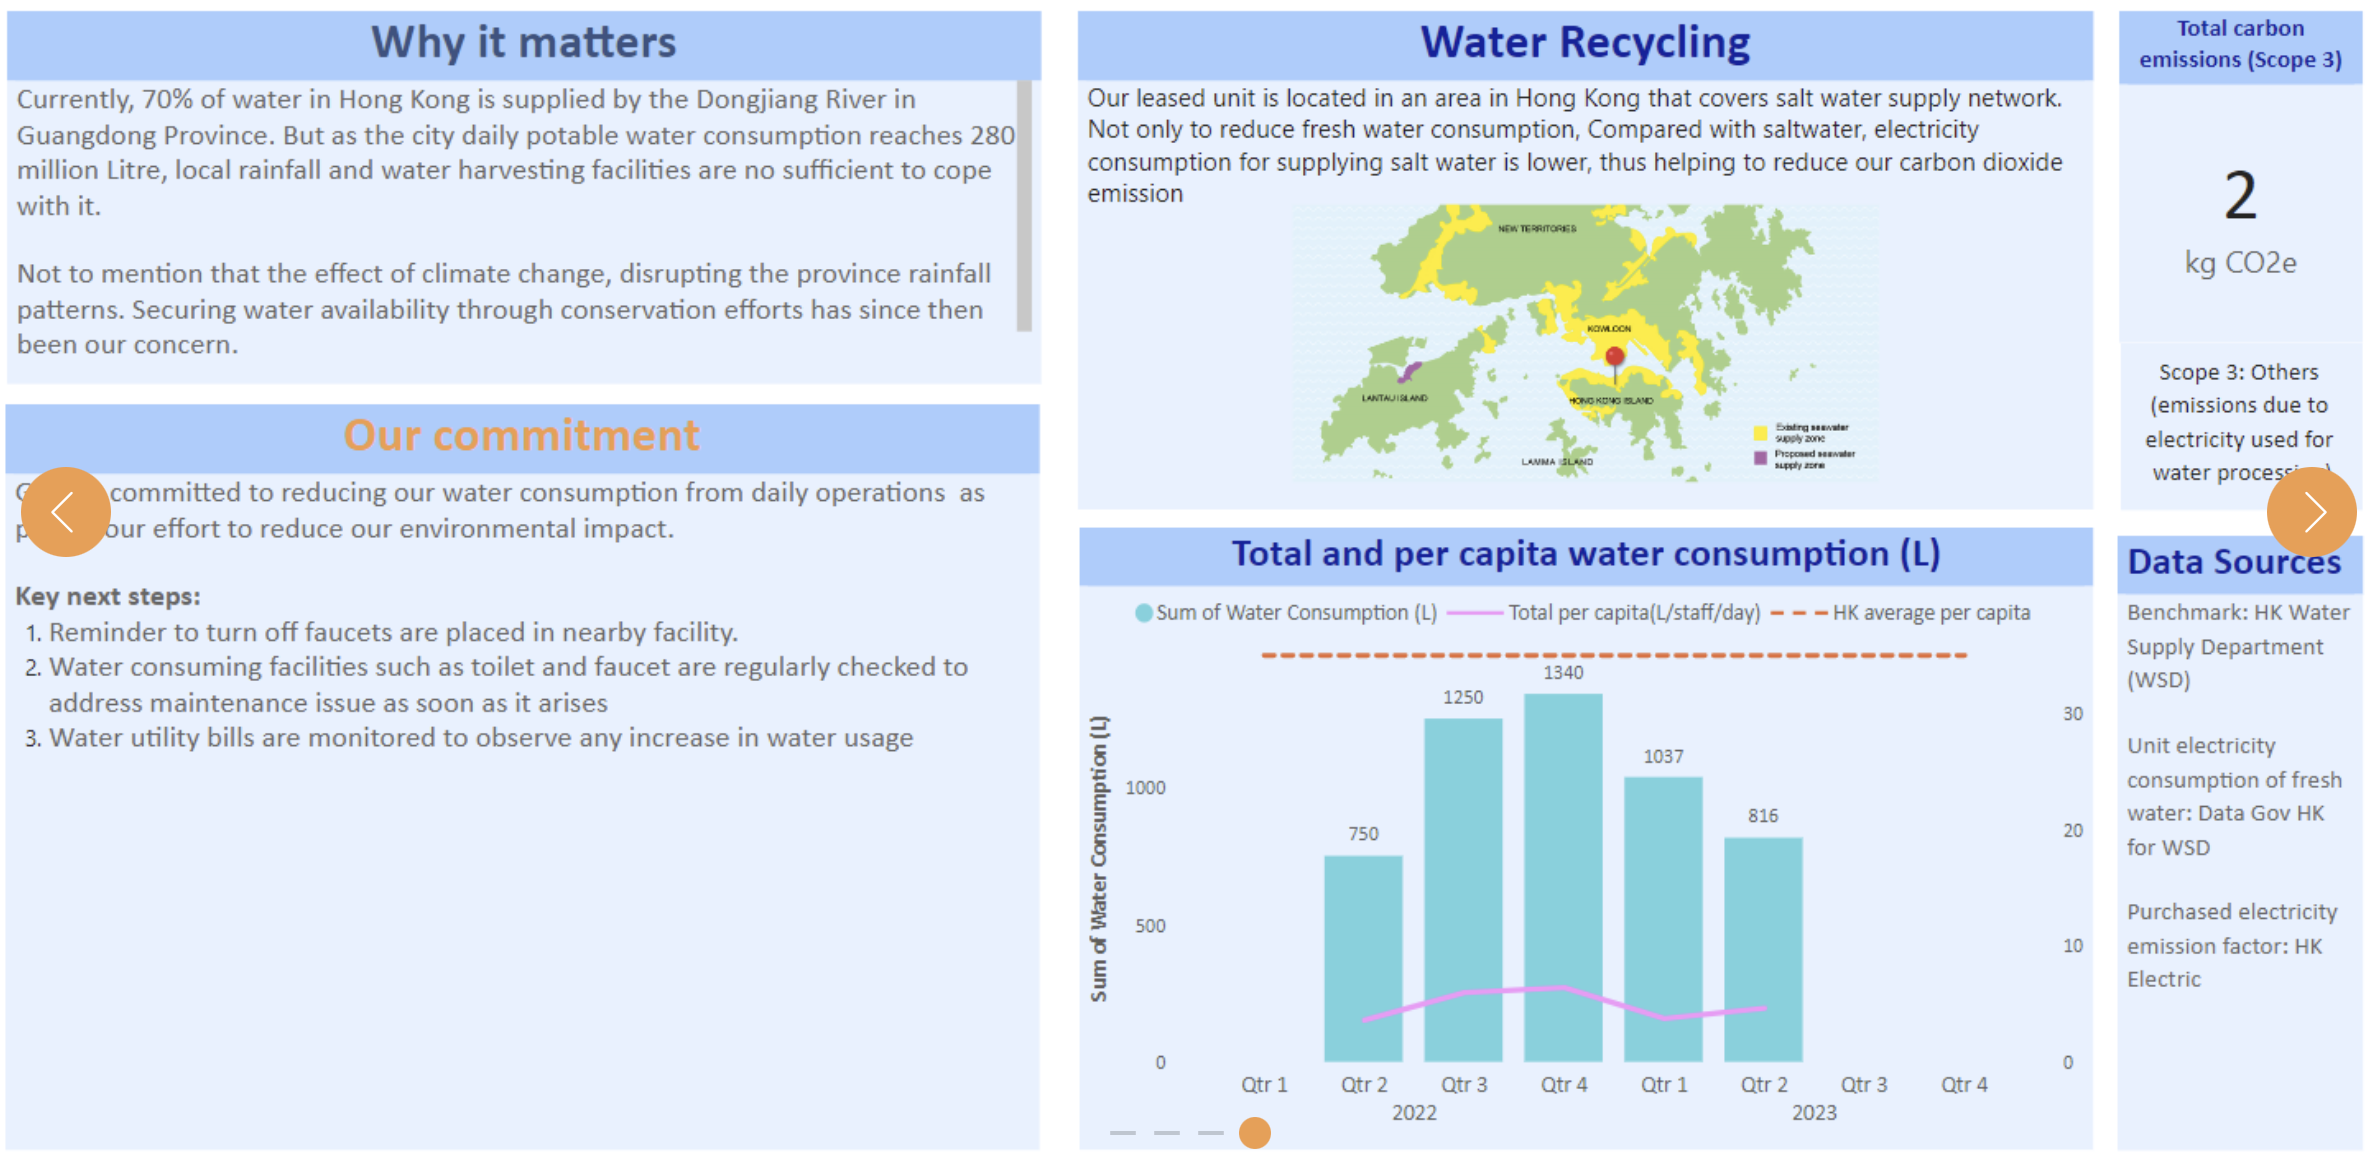 Why it matters
Currently, 70% of water in Hong Kong is supplied by the Dongjiang River in
Guangdong Province. But as the city daily potable water consumption reaches 280
million Litre, local rainfall and water harvesting facilities are no sufficient to cope
with it.
Not to mention that the effect of climate change, disrupting the province rainfall
patterns. Securing water availability through conservation efforts has since then
been our concern.
Our commitment
committed to reducing our water consumption from daily operations as
our effort to reduce our environmental impact.
Key next steps:
1. Reminder to turn off faucets are placed in nearby facility.
2. Water consuming facilities such as toilet and faucet are regularly checked to
address maintenance issue as soon as it arises
3. Water utility bills are monitored to observe any increase in water usage
Water Recycling
Our leased unit is located in an area in Hong Kong that covers salt water supply network.
Not only to reduce fresh water consumption, Compared with saltwater, electricity
consumption for supplying salt water is lower, thus helping to reduce our carbon dioxide
emission
NEW TERRITORIES
KOWLOON
LANTAU ISLAND
HONG KONG ISLAND
LAMMA ISLAND
Existing seawater
supply zone
Proposed seawater
supply zone
Total and per capita water consumption (L)
Sum of Water Consumption (L) Total per capita(L/staff/day) HK average per capita
Sum of Water Consumption (L)
1000
500
0
750
1250
1340
1037
816
30
20
10
0
Qtr 1 Qtr 2 Qtr 3 Qtr 4 Qtr 1 Qtr 2 Qtr 3 Qtr 4
2022 2023
Total carbon
emissions (Scope 3)
2
kg CO2e
Scope 3: Others
(emissions due to
electricity used for
water processing)
Data Sources
Benchmark: HK Water
Supply Department
(WSD)
Unit electricity
consumption of fresh
water: Data Gov HK
for WSD
Purchased electricity
emission factor: HK
Electric